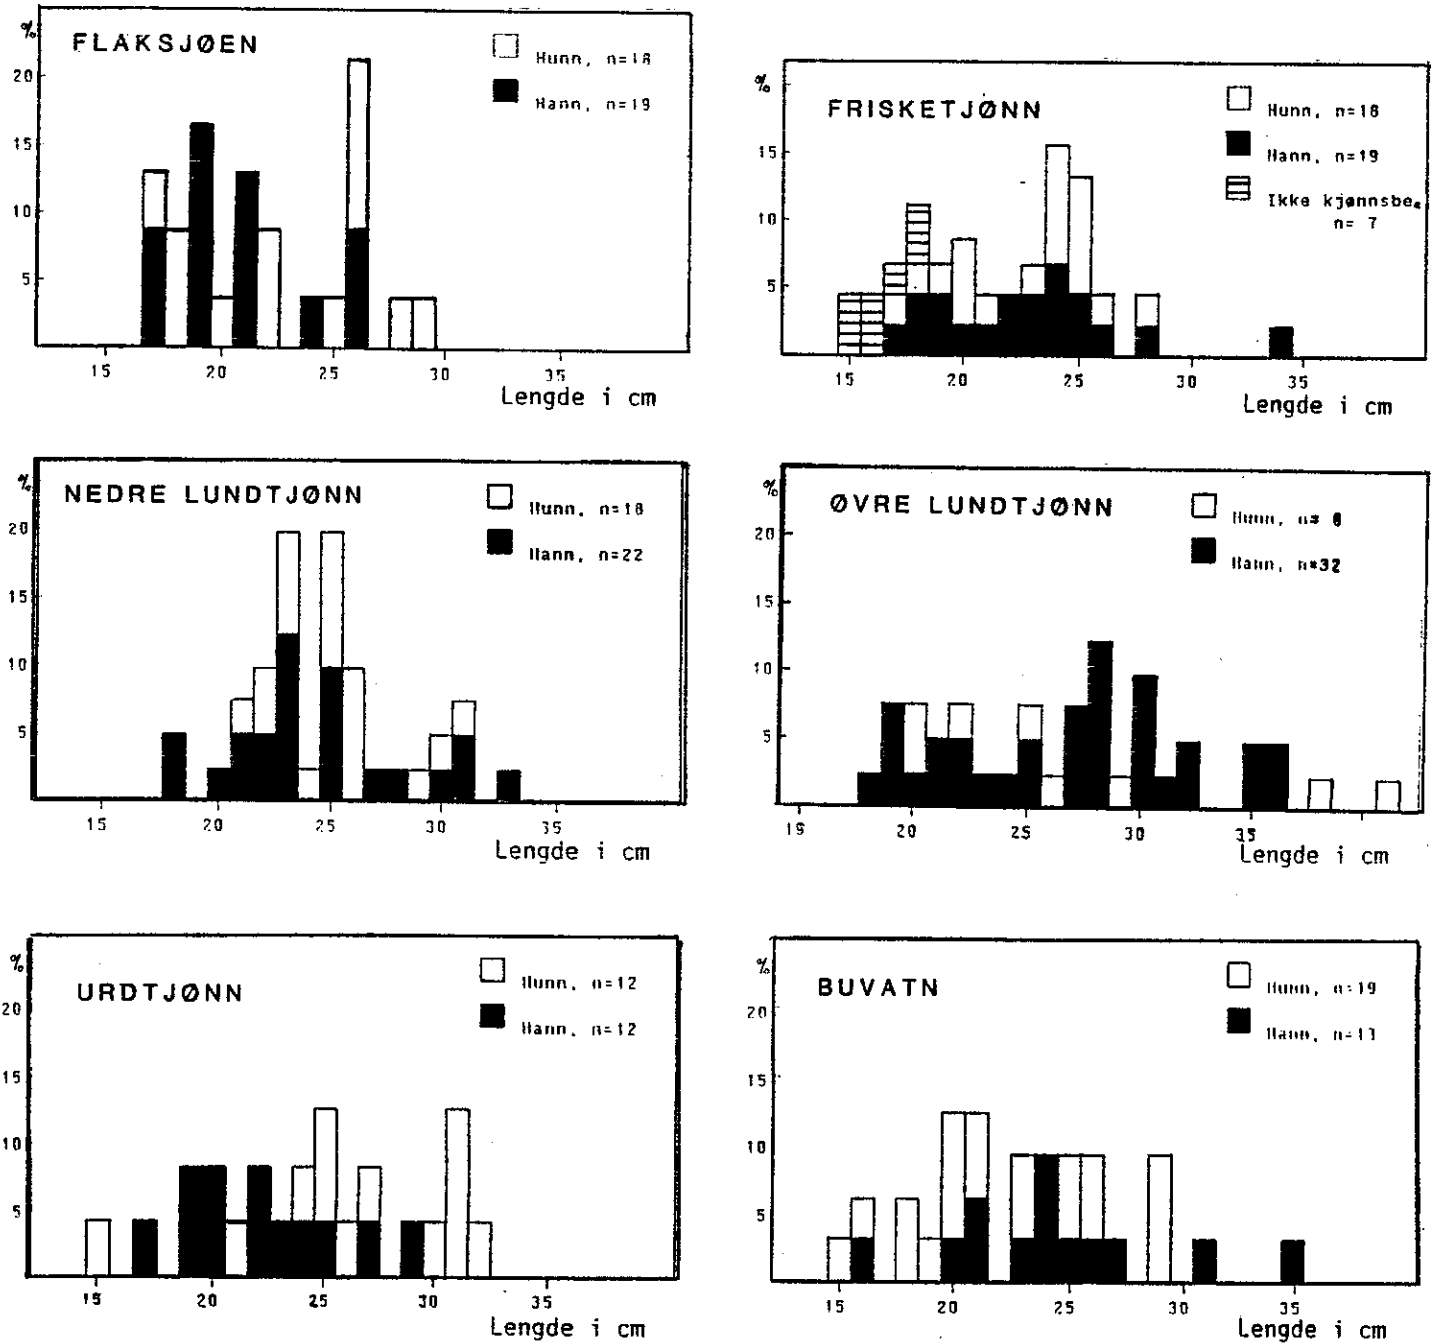 %
FLAKSJØEN
Hunn, n=18
Hann, n=19
20
15
10
5
15 20 25 30 35
Lengde i cm
%
FRISKETJØNN
Hunn, n=18
Hann, n=19
Ikke kjønnsbe.
n= 7
15
10
5
15 20 25 30 35
Lengde i cm
%
NEDRE LUNDTJØNN
Hunn, n=18
Hann, n=22
20
15
10
5
15 20 25 30 35
Lengde i cm
%
ØVRE LUNDTJØNN
Hunn, n=
Hann, n=32
20
15
10
5
19 20 25 30 35
Lengde i cm
%
URDTJØNN
Hunn, n=12
Hann, n=12
20
15
10
5
15 20 25 30 35
Lengde i cm
%
BUVATN
Hunn, n=19
Hann, n=13
20
15
10
5
15 20 25 30 35
Lengde i cm